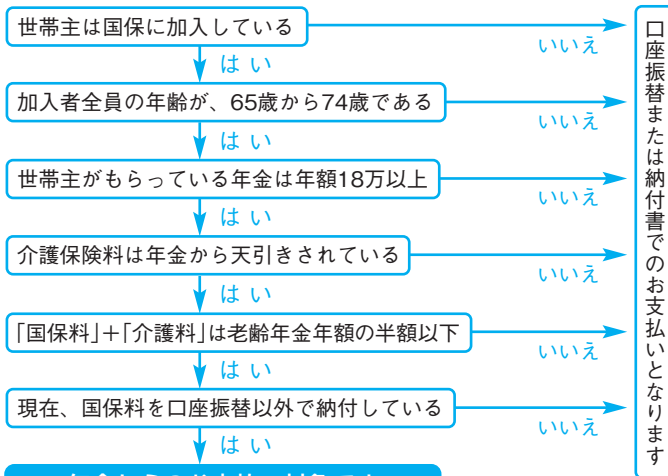 世帯主は国保に加入している
いいえ
はい
加入者全員の年齢が、65歳から74歳である
いいえ
はい
世帯主がもらっている年金は年額18万以上
いいえ
はい
介護保険料は年金から天引きされている
いいえ
はい
「国保料」＋「介護料」は老齢年金年額の半額以下
いいえ
はい
現在、国保料を口座振替以外で納付している
いいえ
はい
口座振替または納付書でのお支払いとなります